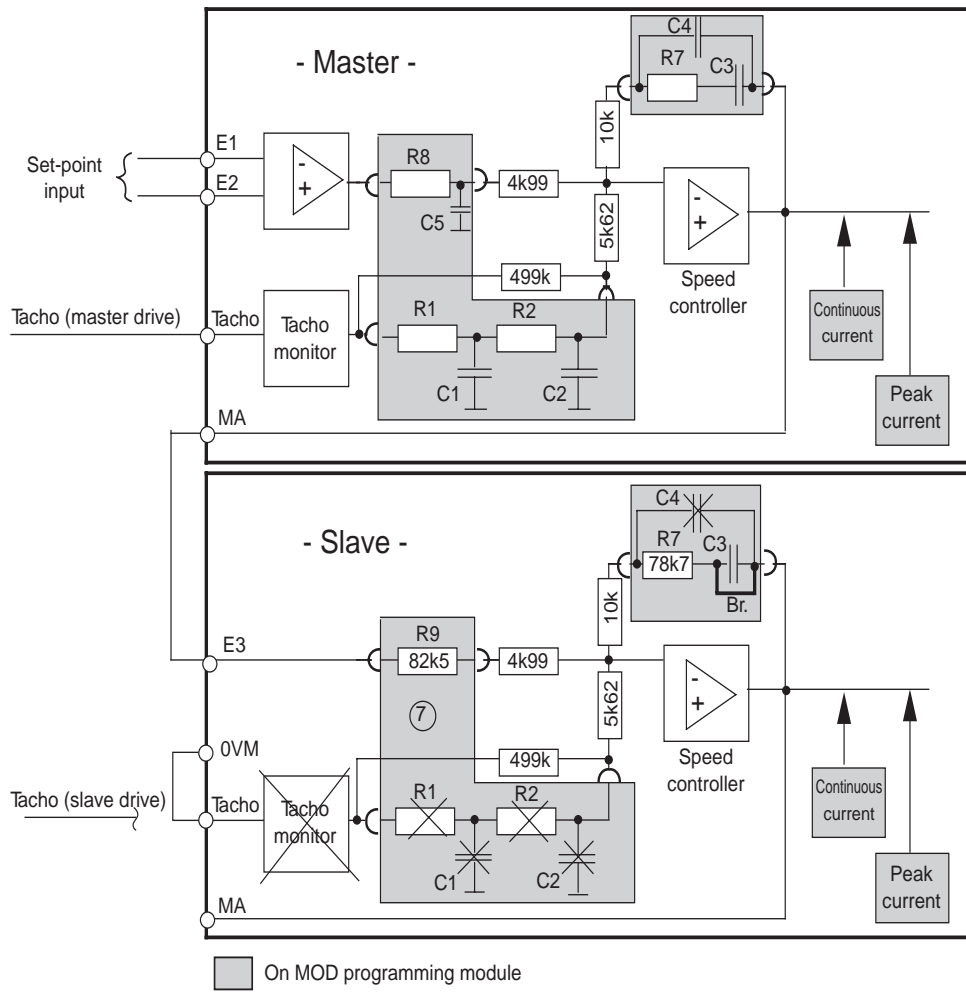 - Master -
C4
R7
C3
10k
E1
E2
Set-point
input
-
+
R8
C5
4k99
5k62
-
+
Speed
controller
499k
Tacho (master drive)
Tacho
Tacho
monitor
R1
R2
C1
C2
Continuous
current
Peak
current
MA
- Slave -
C4
R7
C3
78k7
Br.
10k
E3
R9
82k5
4k99
5k62
-
+
Speed
controller
7
0VM
499k
Tacho (slave drive)
Tacho
Tacho
monitor
R1
R2
C1
C2
Continuous
current
Peak
current
MA
On MOD programming module